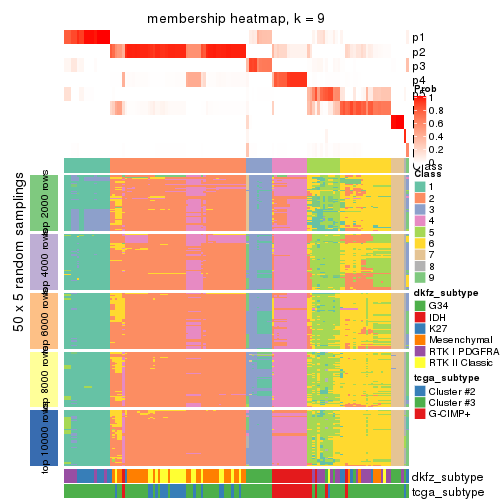 membership heatmap, k = 9
p1
p2
p3
p4
Prob
0.8
0.6
0.4
0.2
0
Class
Class
1
2
3
4
5
6
7
8
9
50 x 5 random samplings
top 2000 rows
top 4000 rows
top 6000 rows
top 8000 rows
top 10000 rows
dkfz_subtype
G34
IDH
K27
Mesenchymal
RTK I PDGFRA
RTK II Classic
tcga_subtype
Cluster #2
Cluster #3
G-CIMP+
dkfz_subtype
tcga_subtype